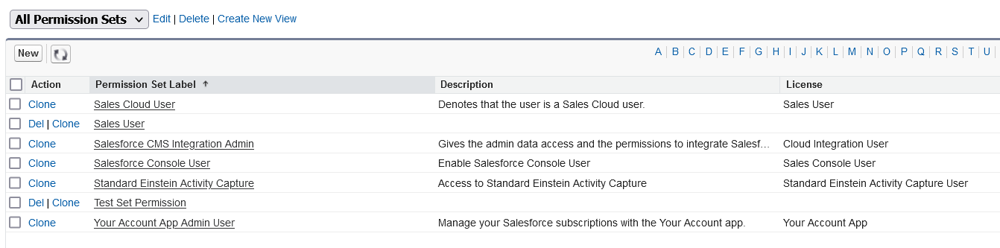 All Permission Sets Edit | Delete | Create New View
New A B C D E F G H I J K L M N O P Q R S T U
Action Permission Set Label Description License
Clone Sales Cloud User Denotes that the user is a Sales Cloud user. Sales User
Del | Clone Sales User
Clone Salesforce CMS Integration Admin Gives the admin data access and the permissions to integrate Salesf... Cloud Integration User
Clone Salesforce Console User Enable Salesforce Console User Sales Console User
Clone Standard Einstein Activity Capture Access to Standard Einstein Activity Capture Standard Einstein Activity Capture User
Del | Clone Test Set Permission
Clone Your Account App Admin User Manage your Salesforce subscriptions with the Your Account app. Your Account App